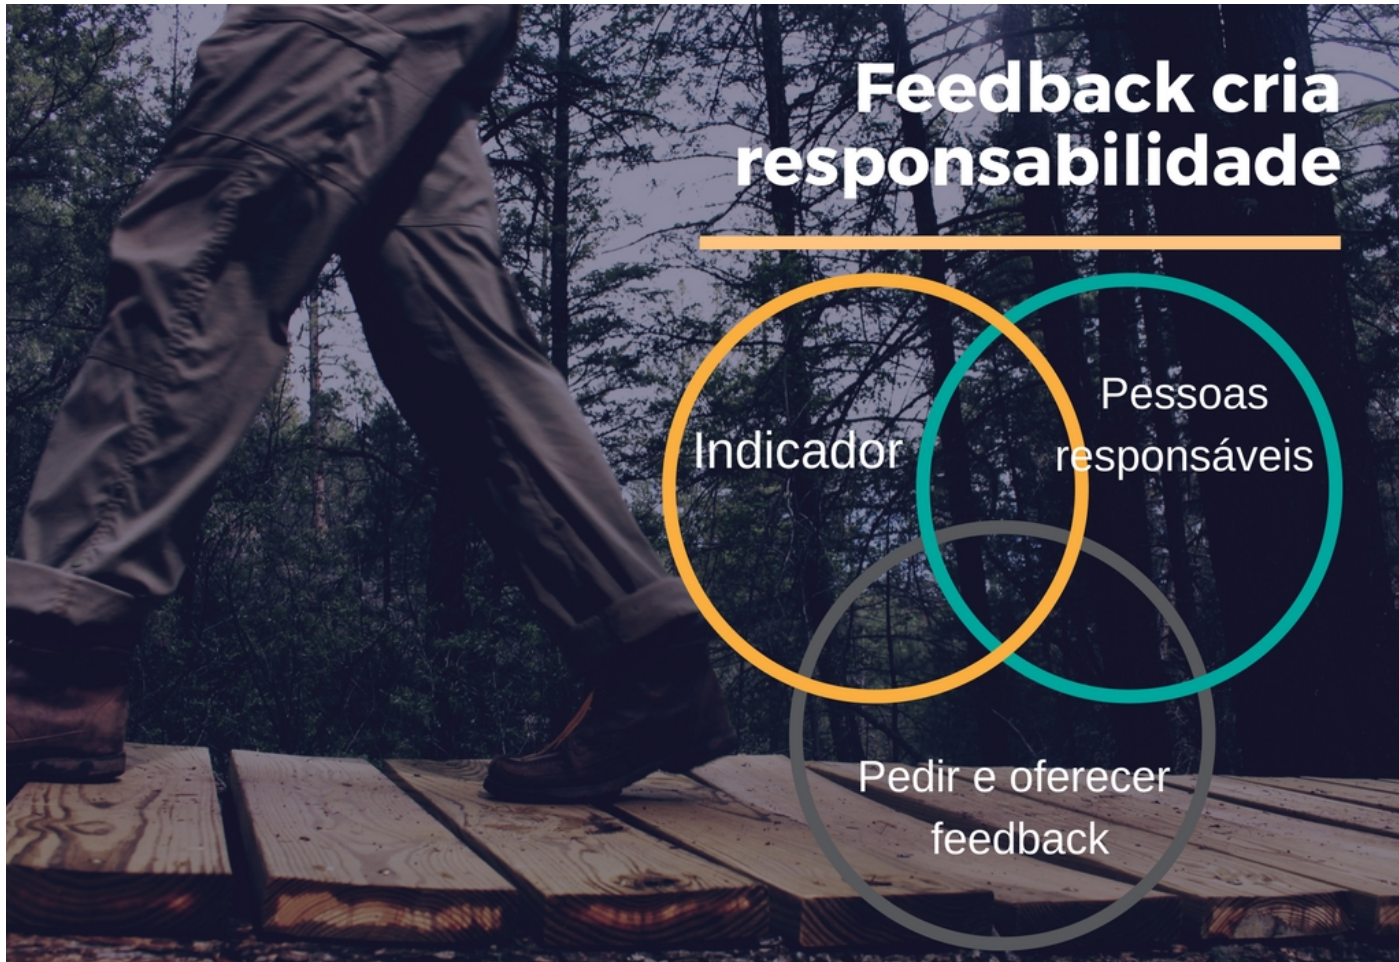 Feedback cria
responsabilidade
Indicador
Pessoas
responsáveis
Pedir e oferecer
feedback